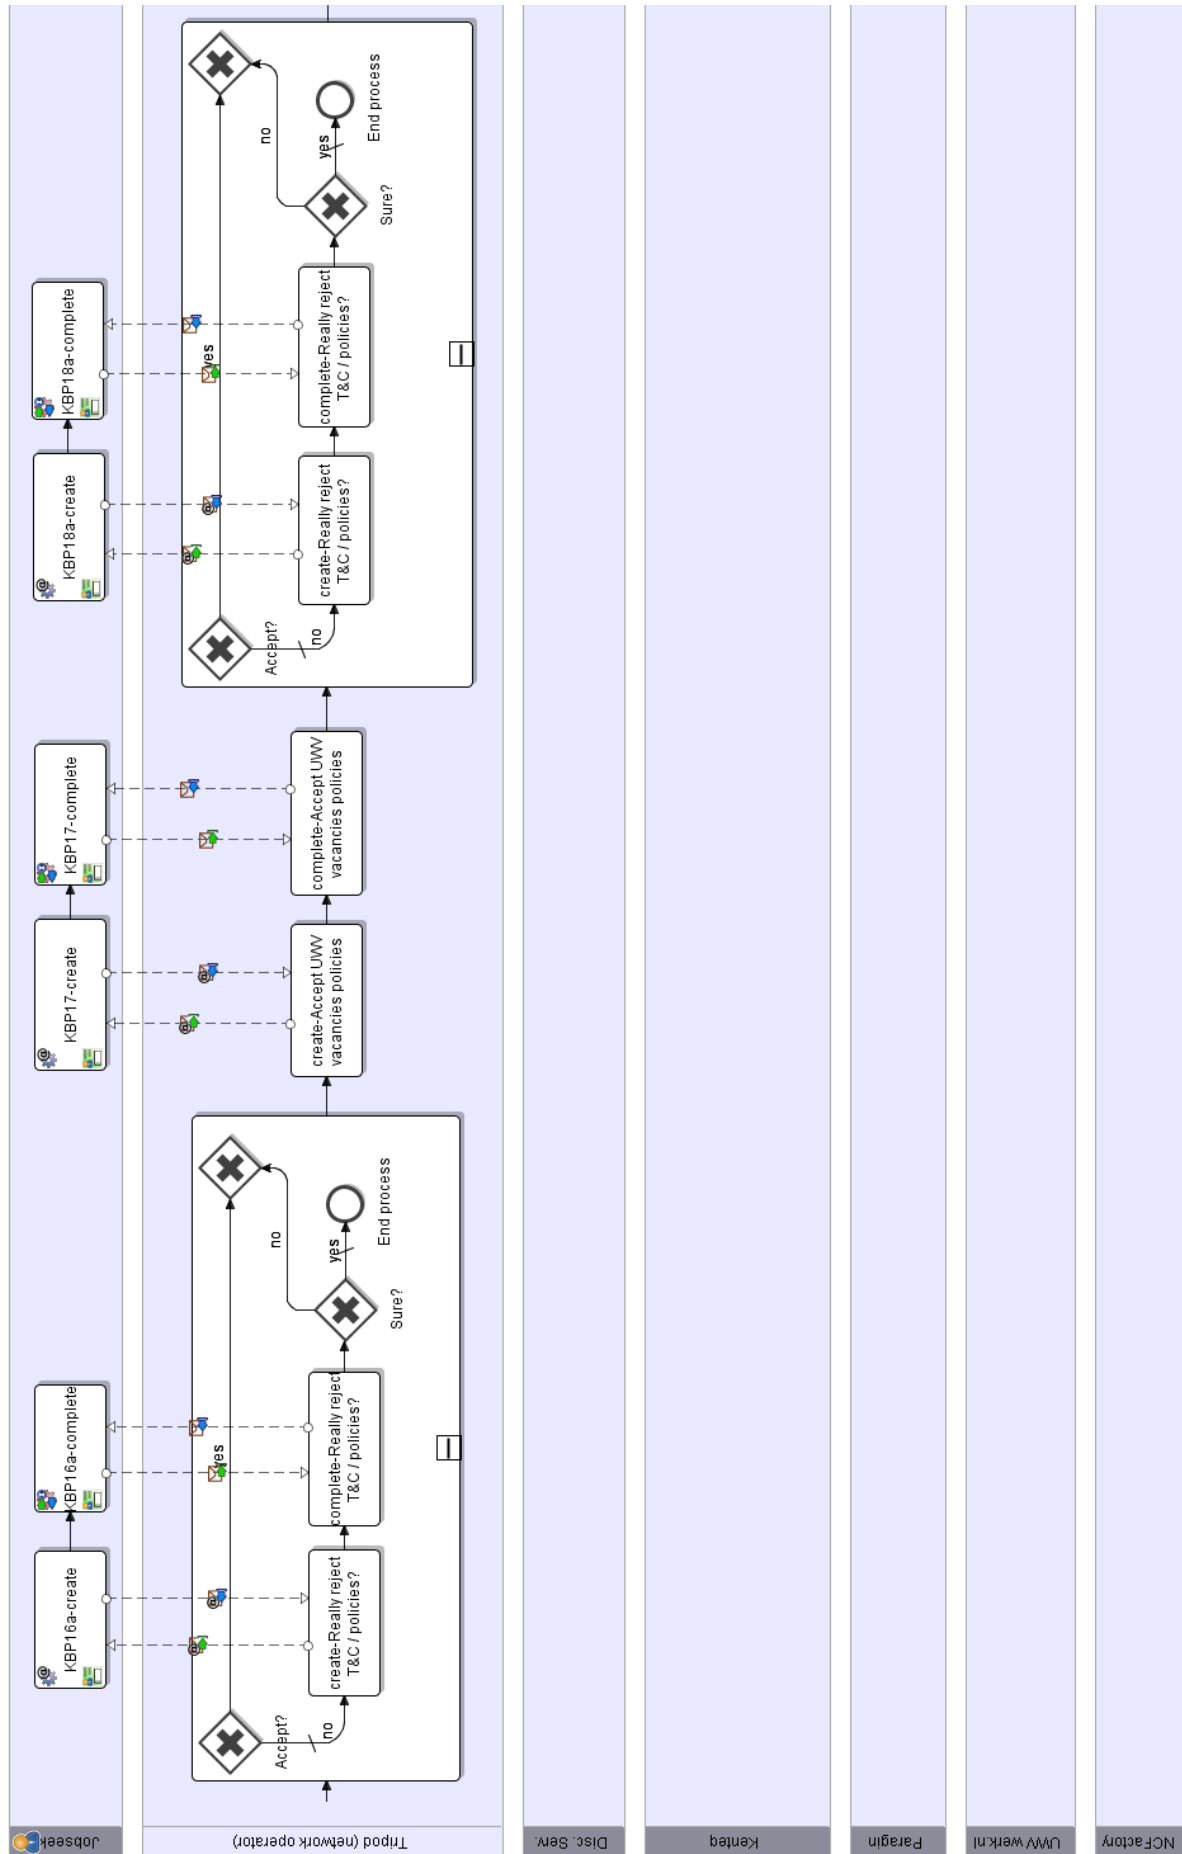 Jobseek
KBP16a-create
KBP16a-complete
KBP17-create
KBP17-complete
KBP18a-create
KBP18a-complete
Tripod (network operator)
Accept?
yes
no
create-Really reject
T&C / policies?
complete-Really reject
T&C / policies?
Sure?
no
yes
End process
create-Accept UWV
vacancies policies
complete-Accept UWV
vacancies policies
Accept?
yes
no
create-Really reject
T&C / policies?
complete-Really reject
T&C / policies?
Sure?
no
yes
End process
Disc. Serv.
Kenteq
Paragin
UWV werk.nl
NCFactory